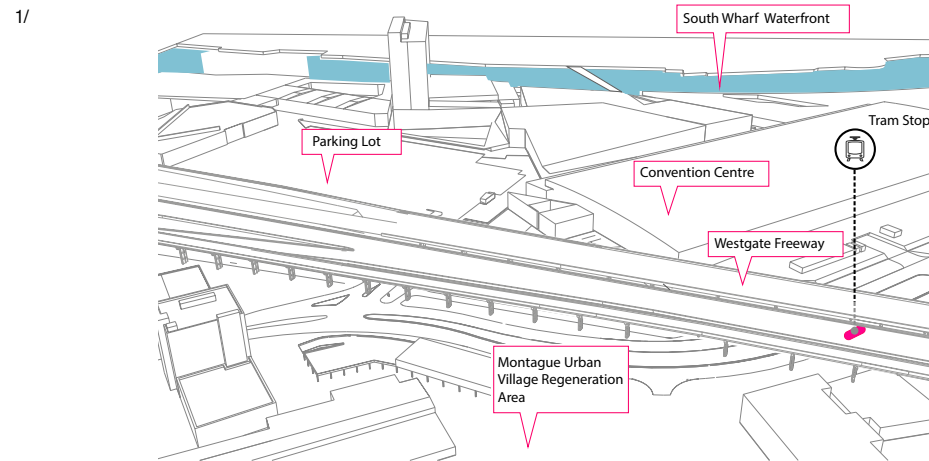 1/
South Wharf  Waterfront
Tram Stop
Parking Lot
Convention Centre
Westgate Freeway
Montague Urban
Village Regeneration
Area